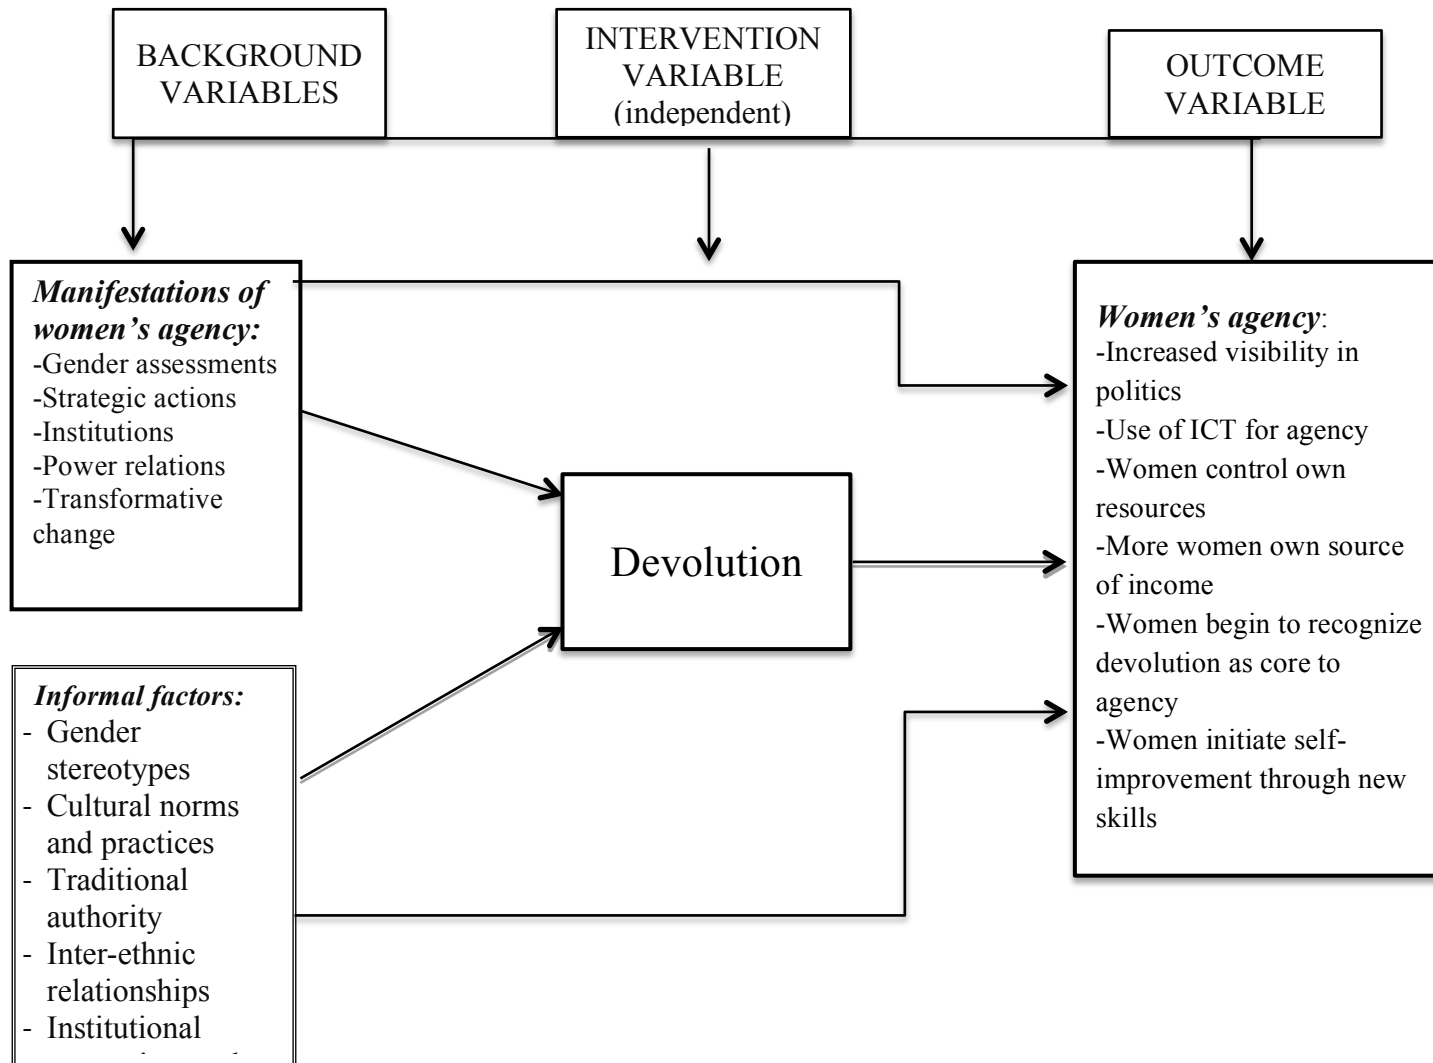 BACKGROUND
VARIABLES
INTERVENTION
VARIABLE
(independent)
OUTCOME
VARIABLE
Manifestations of
women’s agency:
-Gender assessments
-Strategic actions
-Institutions
-Power relations
-Transformative
change
Informal factors:
- Gender
stereotypes
- Cultural norms
and practices
- Traditional
authority
- Inter-ethnic
relationships
- Institutional
Devolution
Women’s agency:
-Increased visibility in
politics
-Use of ICT for agency
-Women control own
resources
-More women own source
of income
-Women begin to recognize
devolution as core to
agency
-Women initiate self-
improvement through new
skills